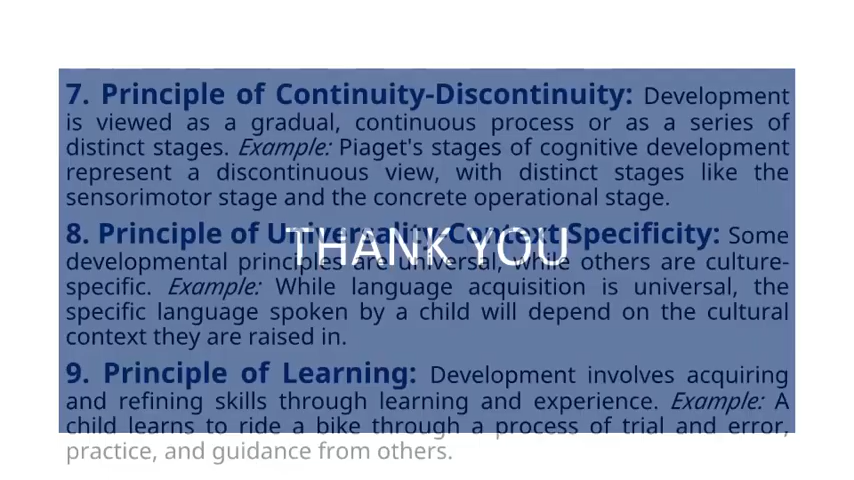 7. Principle of Continuity-Discontinuity: Development
is viewed as a gradual, continuous process or as a series of
distinct stages. Example: Piaget's stages of cognitive development
represent a discontinuous view, with distinct stages like the
sensorimotor stage and the concrete operational stage.
8. Principle of Universality-Context Specificity: Some
THANK YOU
developmental principles are universal, while others are culture-
specific. Example: While language acquisition is universal, the
specific language spoken by a child will depend on the cultural
context they are raised in.
9. Principle of Learning: Development involves acquiring
and refining skills through learning and experience. Example: A
child learns to ride a bike through a process of trial and error,
practice, and guidance from others.